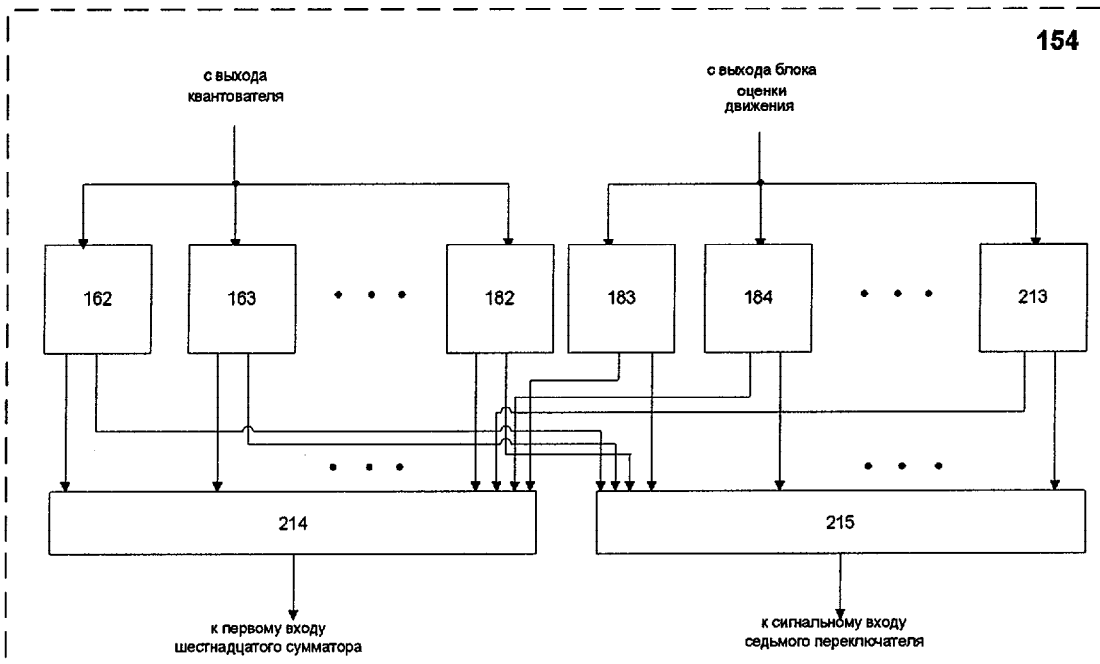 154
с выхода
квантователя
с выхода блока
оценки
движения
162
163
182
183
184
213
214
215
к первому входу
шестнадцатого сумматора
к сигнальному входу
седьмого переключателя